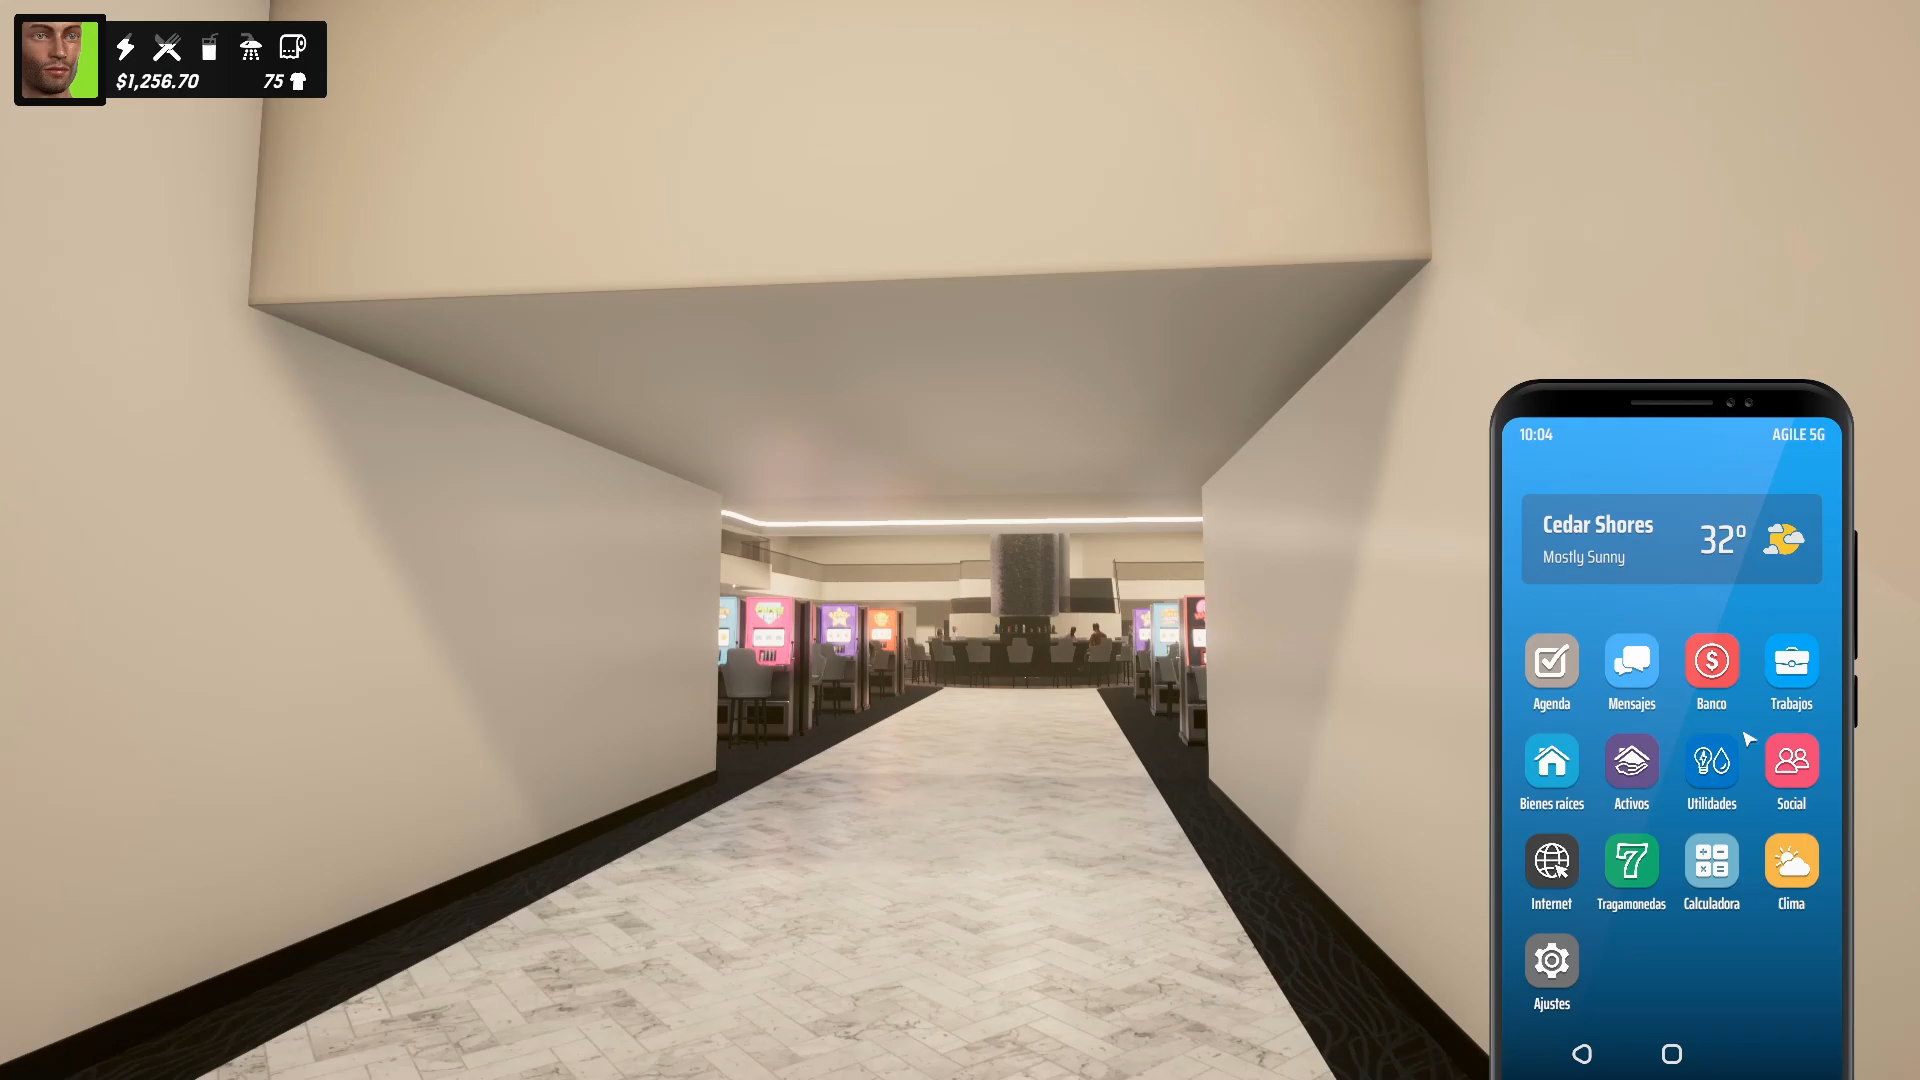 $1,256.70
75
10:04
AGILE 5G
Cedar Shores
32°
Mostly Sunny
Agenda
Mensajes
Banco
Trabajos
Bienes raíces
Activos
Utilidades
Social
Internet
Tragamonedas
Calculadora
Clima
Ajustes